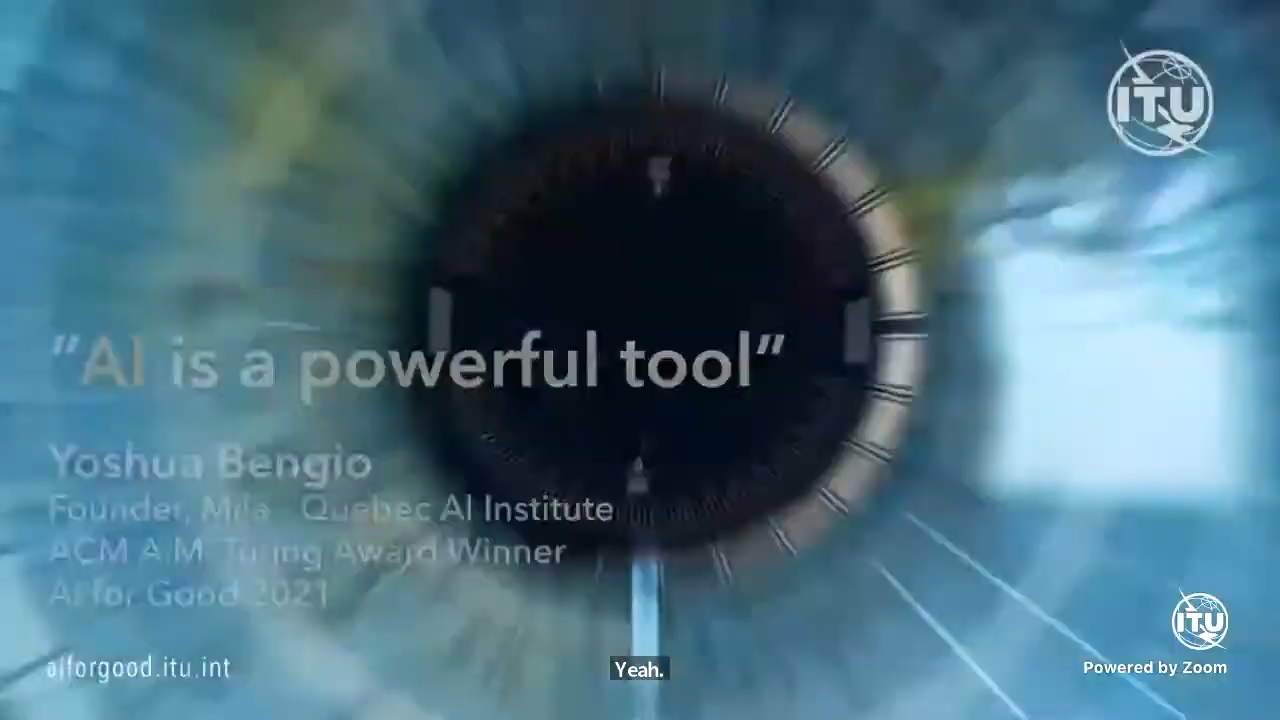 ITU
"AI is a powerful tool"
Yoshua Bengio
Founder, Mila Quebec AI Institute
ACM A.M. Turing Award Winner
AI for Good 2021
aiforgood.itu.int
Yeah.
ITU
Powered by Zoom